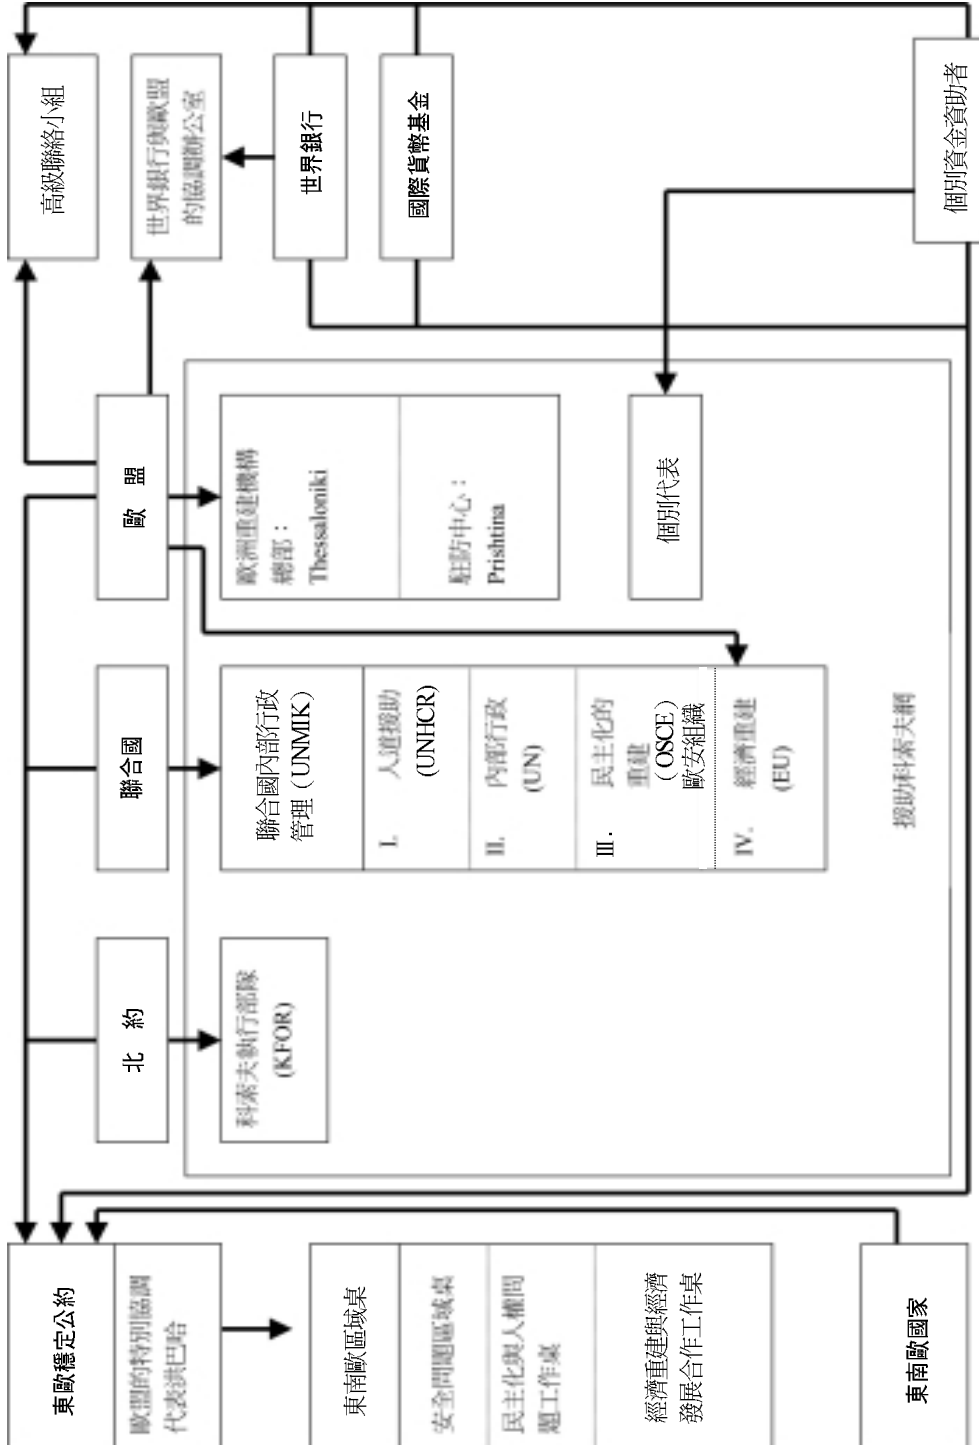 東歐穩定公約
歐盟的特別協調
代表洪巴哈
東南歐區域桌
安全問題區域桌
民主化與人權問
題工作桌
經濟重建與經濟
發展合作工作桌
東南歐國家
北 約
科索夫執行部隊
(KFOR)
聯合國
聯合國內部行政
管理（UNMIK）
I. 人道援助
(UNHCR)
II. 內部行政
(UN)
III. 民主化的
重建
（OSCE）
歐安組織
IV. 經濟重建
(EU)
援助科索夫網
歐 盟
歐洲重建機構
總部：
Thessaloniki
駐防中心：
Prishtina
個別代表
高級聯絡小組
世界銀行與歐盟
的協調辦公室
世界銀行
國際貨幣基金
個別資金資助者